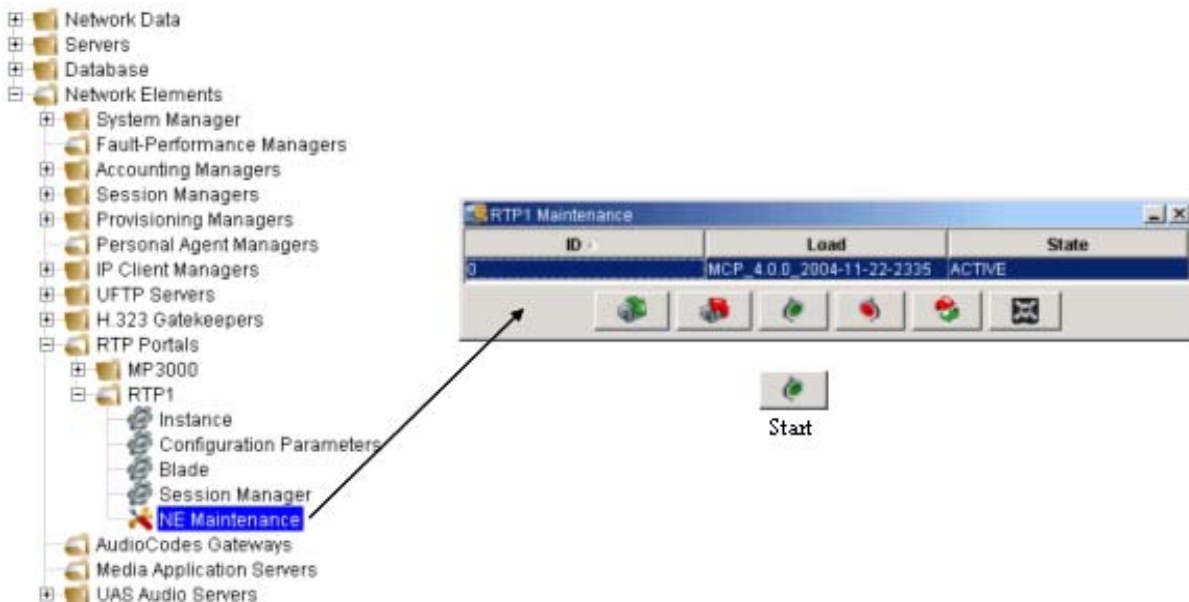 Network Data
Servers
Database
Network Elements
System Manager
Fault-Performance Managers
Accounting Managers
Session Managers
Provisioning Managers
Personal Agent Managers
IP Client Managers
UFTP Servers
H.323 Gatekeepers
RTP Portals
MP3000
RTP1
Instance
Configuration Parameters
Blade
Session Manager
NE Maintenance
AudioCodes Gateways
Media Application Servers
UAS Audio Servers
RTP1 Maintenance
ID Load State
0 MCP_4.0.0_2004-11-22-2335 ACTIVE
Start